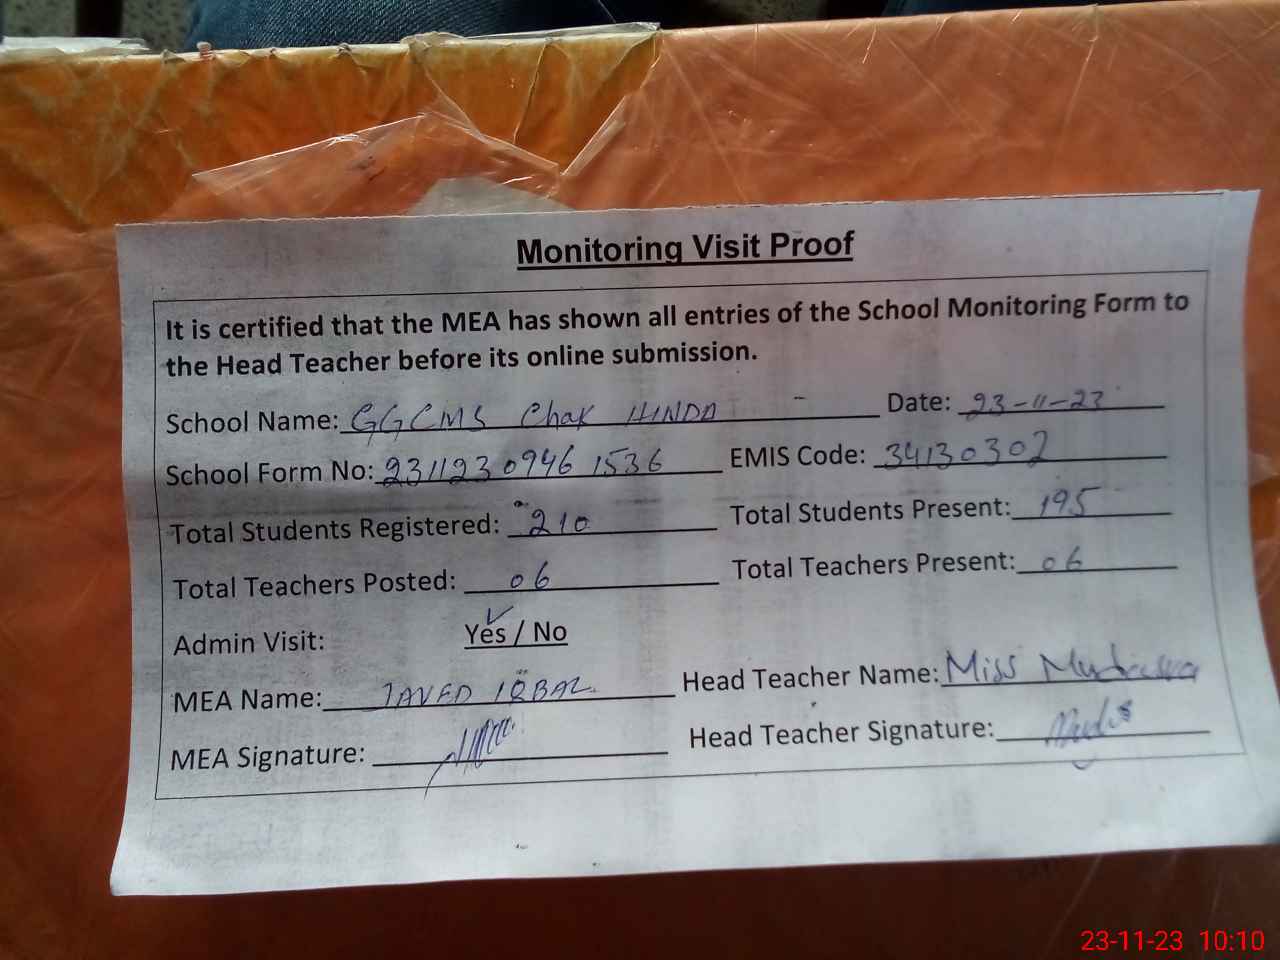 Monitoring Visit Proof
It is certified that the MEA has shown all entries of the School Monitoring Form to
the Head Teacher before its online submission.
School Name: GGCMS Chak HINDA Date: 23-11-23
School Form No: 2311230946 1536 EMIS Code: 34130302
Total Students Registered: 210 Total Students Present: 195
Total Teachers Posted: 06 Total Teachers Present: 06
Admin Visit: Yes / No
MEA Name: JAVED IQBAL Head Teacher Name: Miss
MEA Signature: Head Teacher Signature:
23-11-23 10:10